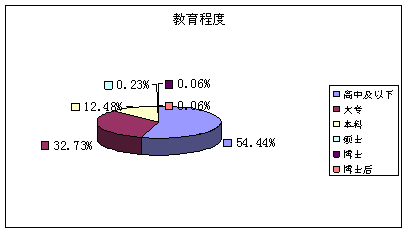 教育程度
0.23%
0.06%
12.48%
0.06%
32.73%
54.44%
高中及以下
大专
本科
硕士
博士
博士后